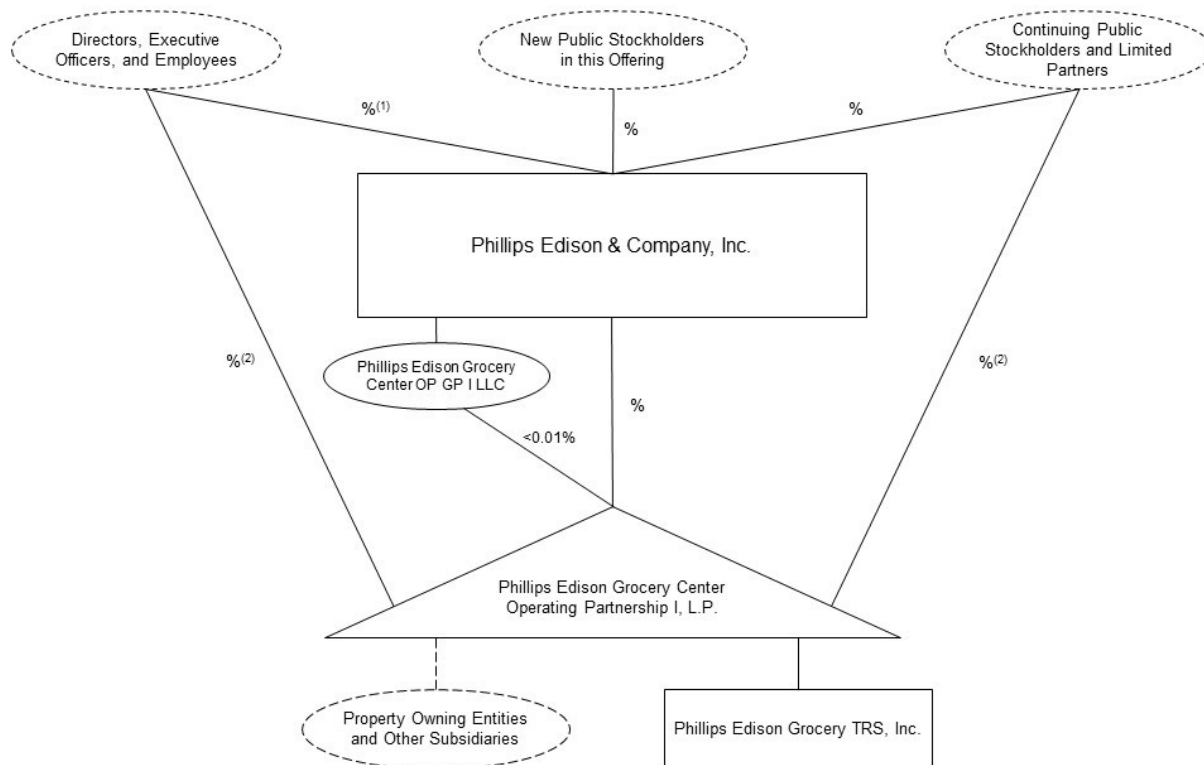 Directors, Executive
Officers, and Employees
New Public Stockholders
in this Offering
Continuing Public
Stockholders and Limited
Partners
%(1)
%
%
Phillips Edison & Company, Inc.
%(2)
Phillips Edison Grocery
Center OP GP I LLC
%
%(2)
<0.01%
Phillips Edison Grocery Center
Operating Partnership I, L.P.
Property Owning Entities
and Other Subsidiaries
Phillips Edison Grocery TRS, Inc.